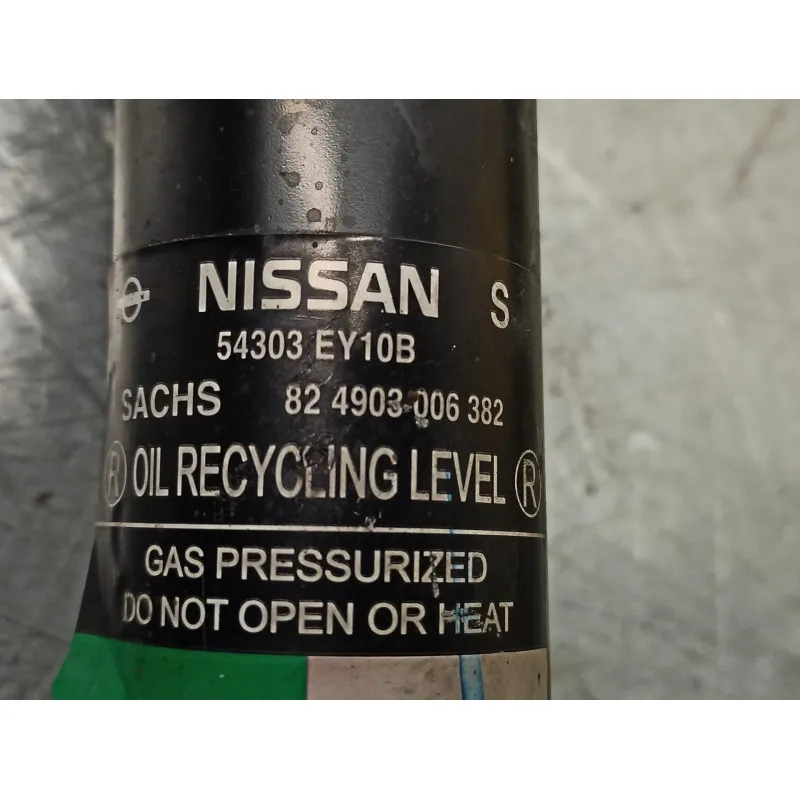 NISSAN S
54303 EY10B
SACHS 82 4903 006 382
Ⓡ OIL RECYCLING LEVEL Ⓡ
GAS PRESSURIZED
DO NOT OPEN OR HEAT